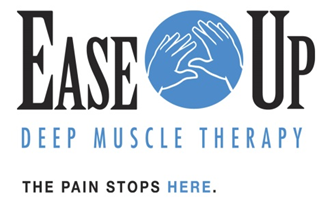 EASE UP
DEEP MUSCLE THERAPY
THE PAIN STOPS HERE.